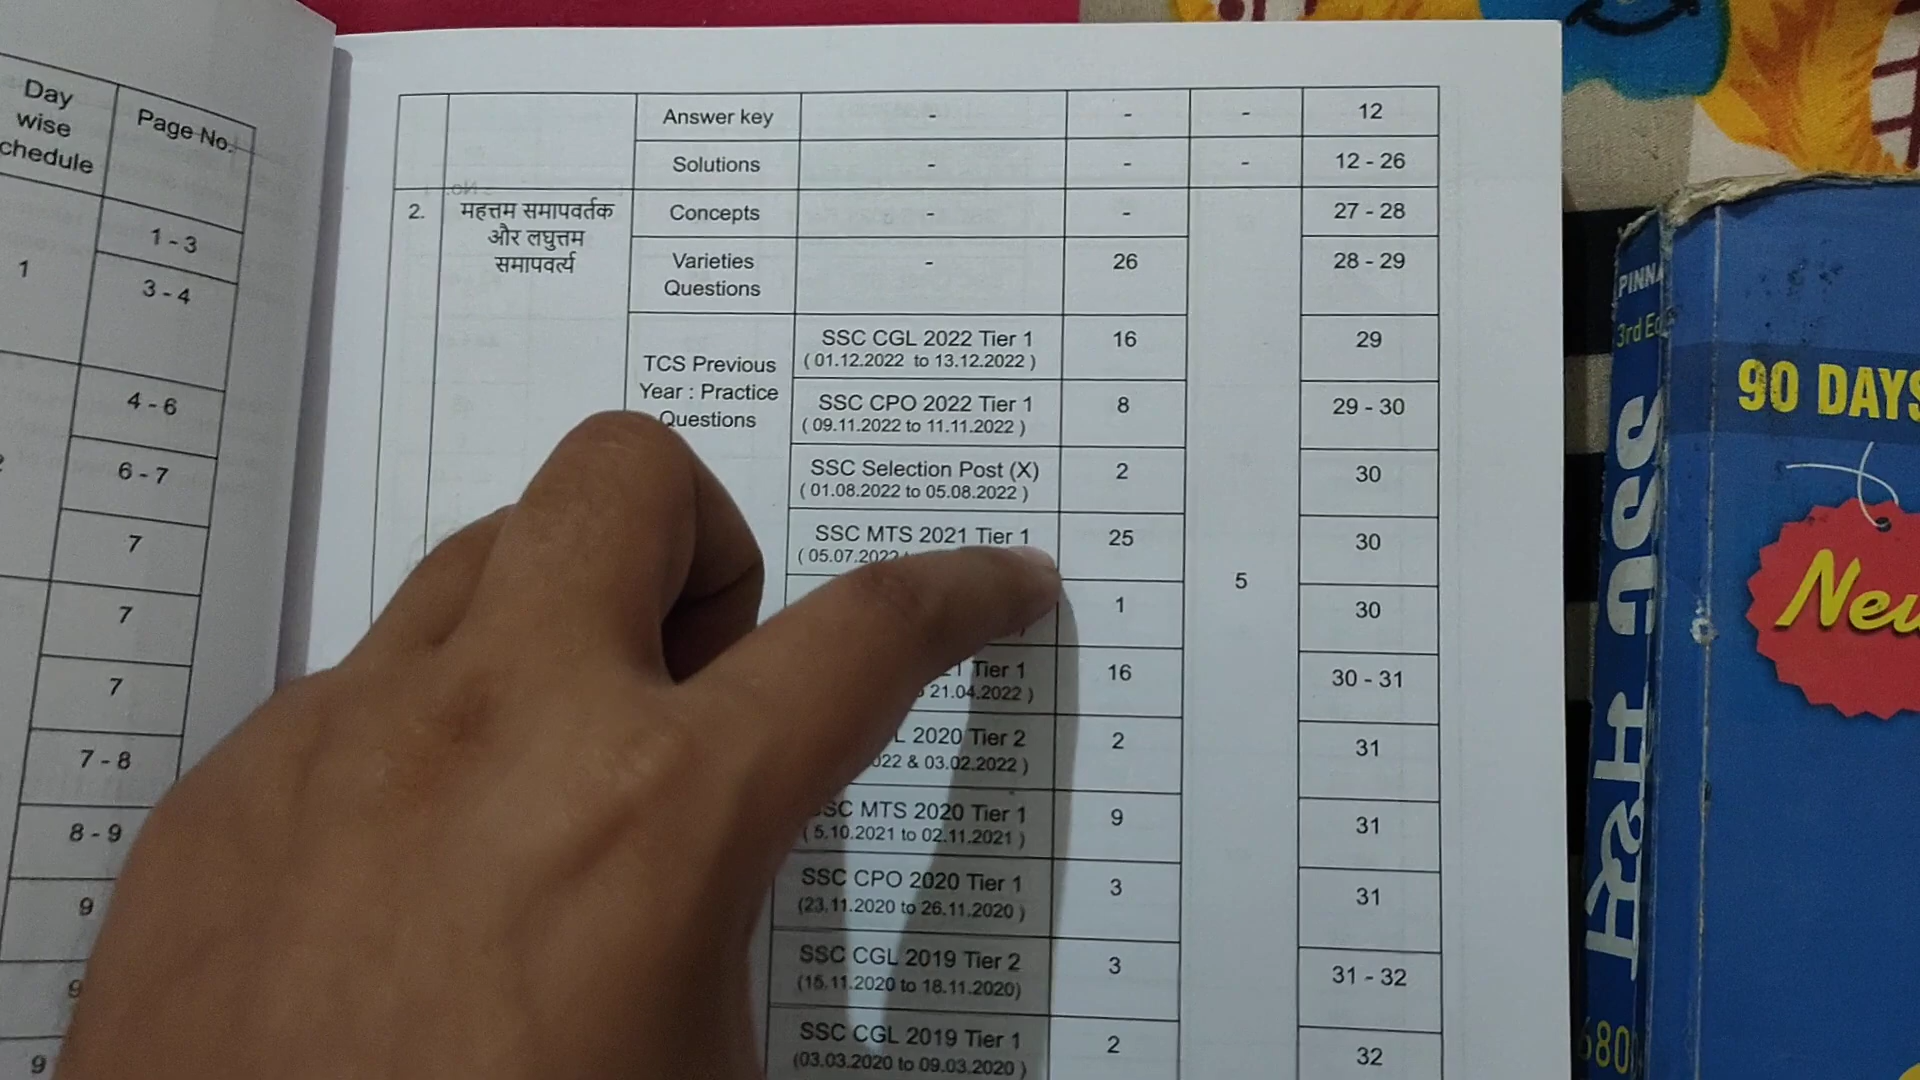 Day
wise
chedule
Page No.
1
1 - 3
3 - 4
4 - 6
6 - 7
7
7
7
7 - 8
8 - 9
9
9
9
Answer key - - - 12
Solutions - - - 12 - 26
2. महत्तम समापवर्तक
और लघुत्तम
समापवर्त्य
Concepts - - 27 - 28
Varieties
Questions
- 26 28 - 29
TCS Previous
Year : Practice
Questions
SSC CGL 2022 Tier 1
( 01.12.2022 to 13.12.2022 )
16 29
SSC CPO 2022 Tier 1
( 09.11.2022 to 11.11.2022 )
8 29 - 30
SSC Selection Post (X)
( 01.08.2022 to 05.08.2022 )
2 30
SSC MTS 2021 Tier 1
( 05.07.2022
25 30
5
1 30
Tier 1
21.04.2022 )
16 30 - 31
L 2020 Tier 2
022 & 03.02.2022 )
2 31
SSC MTS 2020 Tier 1
( 5.10.2021 to 02.11.2021 )
9 31
SSC CPO 2020 Tier 1
(23.11.2020 to 26.11.2020 )
3 31
SSC CGL 2019 Tier 2
(15.11.2020 to 18.11.2020)
3 31 - 32
SSC CGL 2019 Tier 1
(03.03.2020 to 09.03.2020 )
2 32
PINNA
3rd Ed
SSC गणित
680
90 DAYS
New